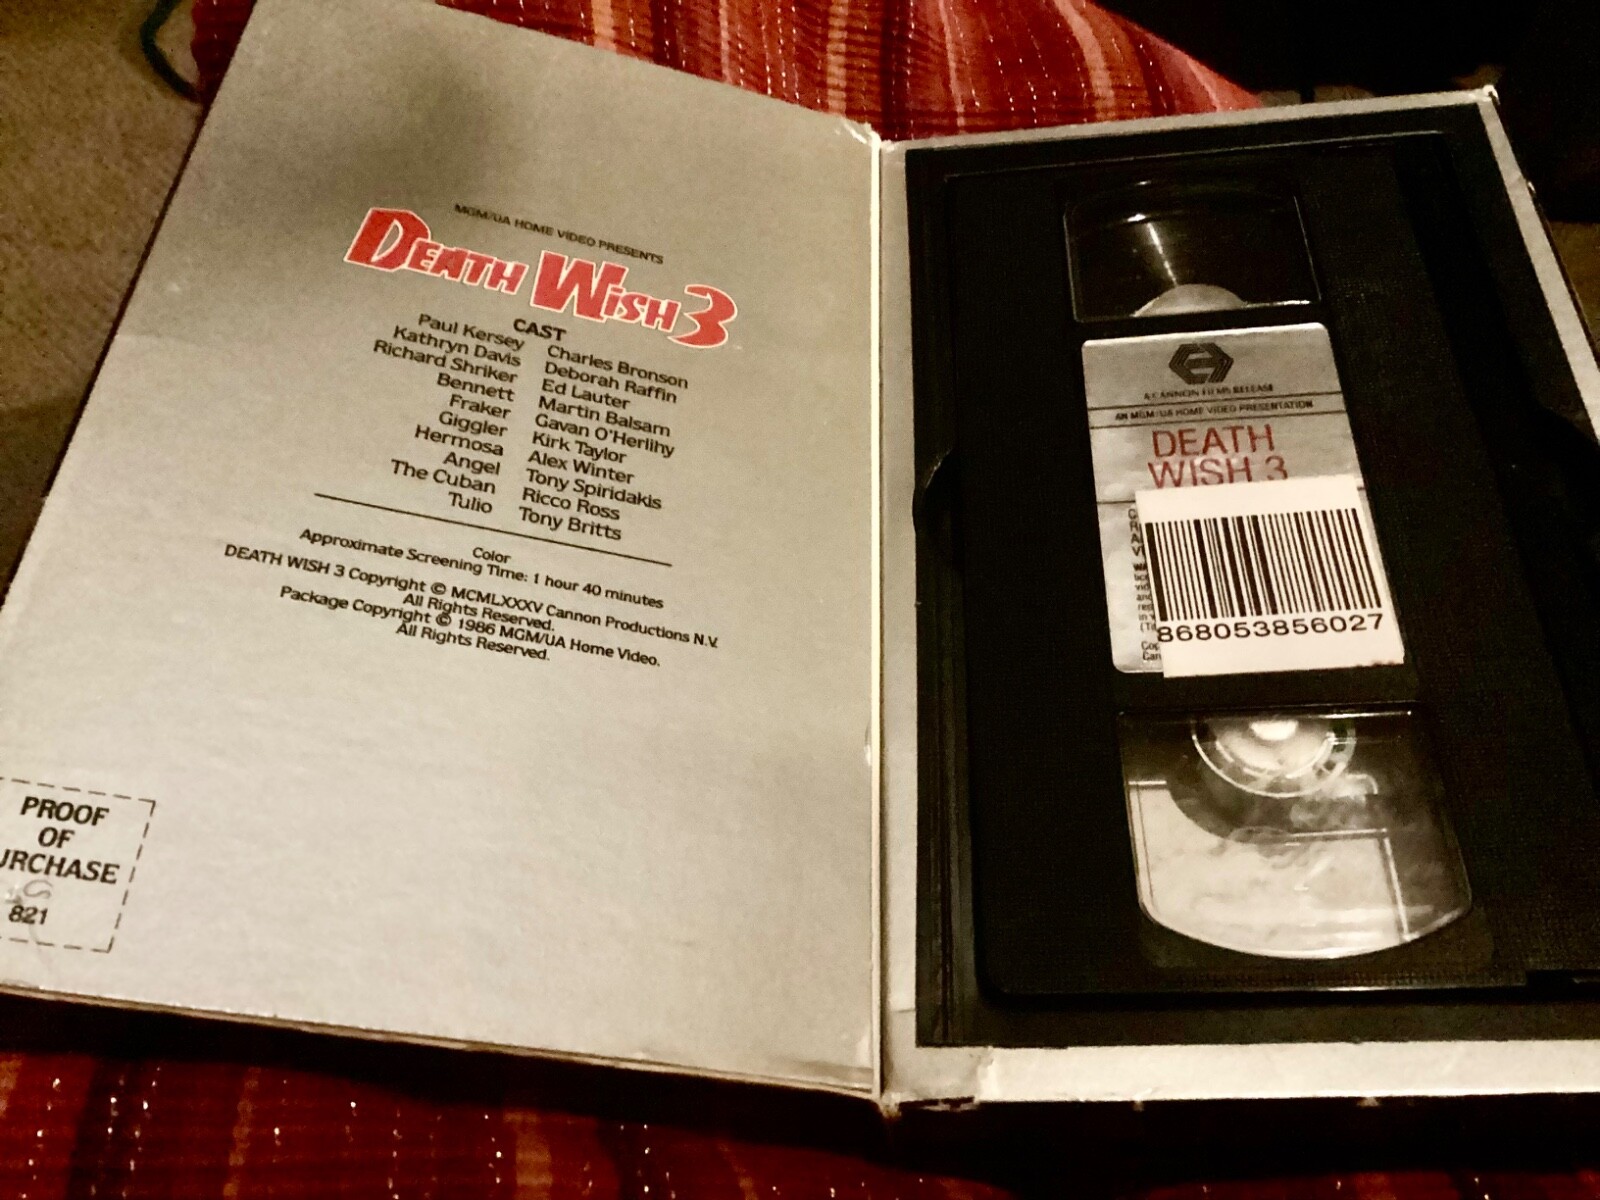 MGM/UA HOME VIDEO PRESENTS
DEATH WISH 3
CAST
Paul Kersey Charles Bronson
Kathryn Davis Deborah Raffin
Richard Shriker Ed Lauter
Bennett Martin Balsam
Fraker Gavan O'Herlihy
Giggler Kirk Taylor
Hermosa Alex Winter
Angel Tony Spiridakis
The Cuban Ricco Ross
Tulio Tony Britts
Color
Approximate Screening Time: 1 hour 40 minutes
DEATH WISH 3 Copyright © MCMLXXXV Cannon Productions N.V.
All Rights Reserved.
Package Copyright © 1986 MGM/UA Home Video.
All Rights Reserved.
PROOF
OF
URCHASE
821
A CANNON FILMS RELEASE
AN MGM/UA HOME VIDEO PRESENTATION
DEATH
WISH 3
868053856027